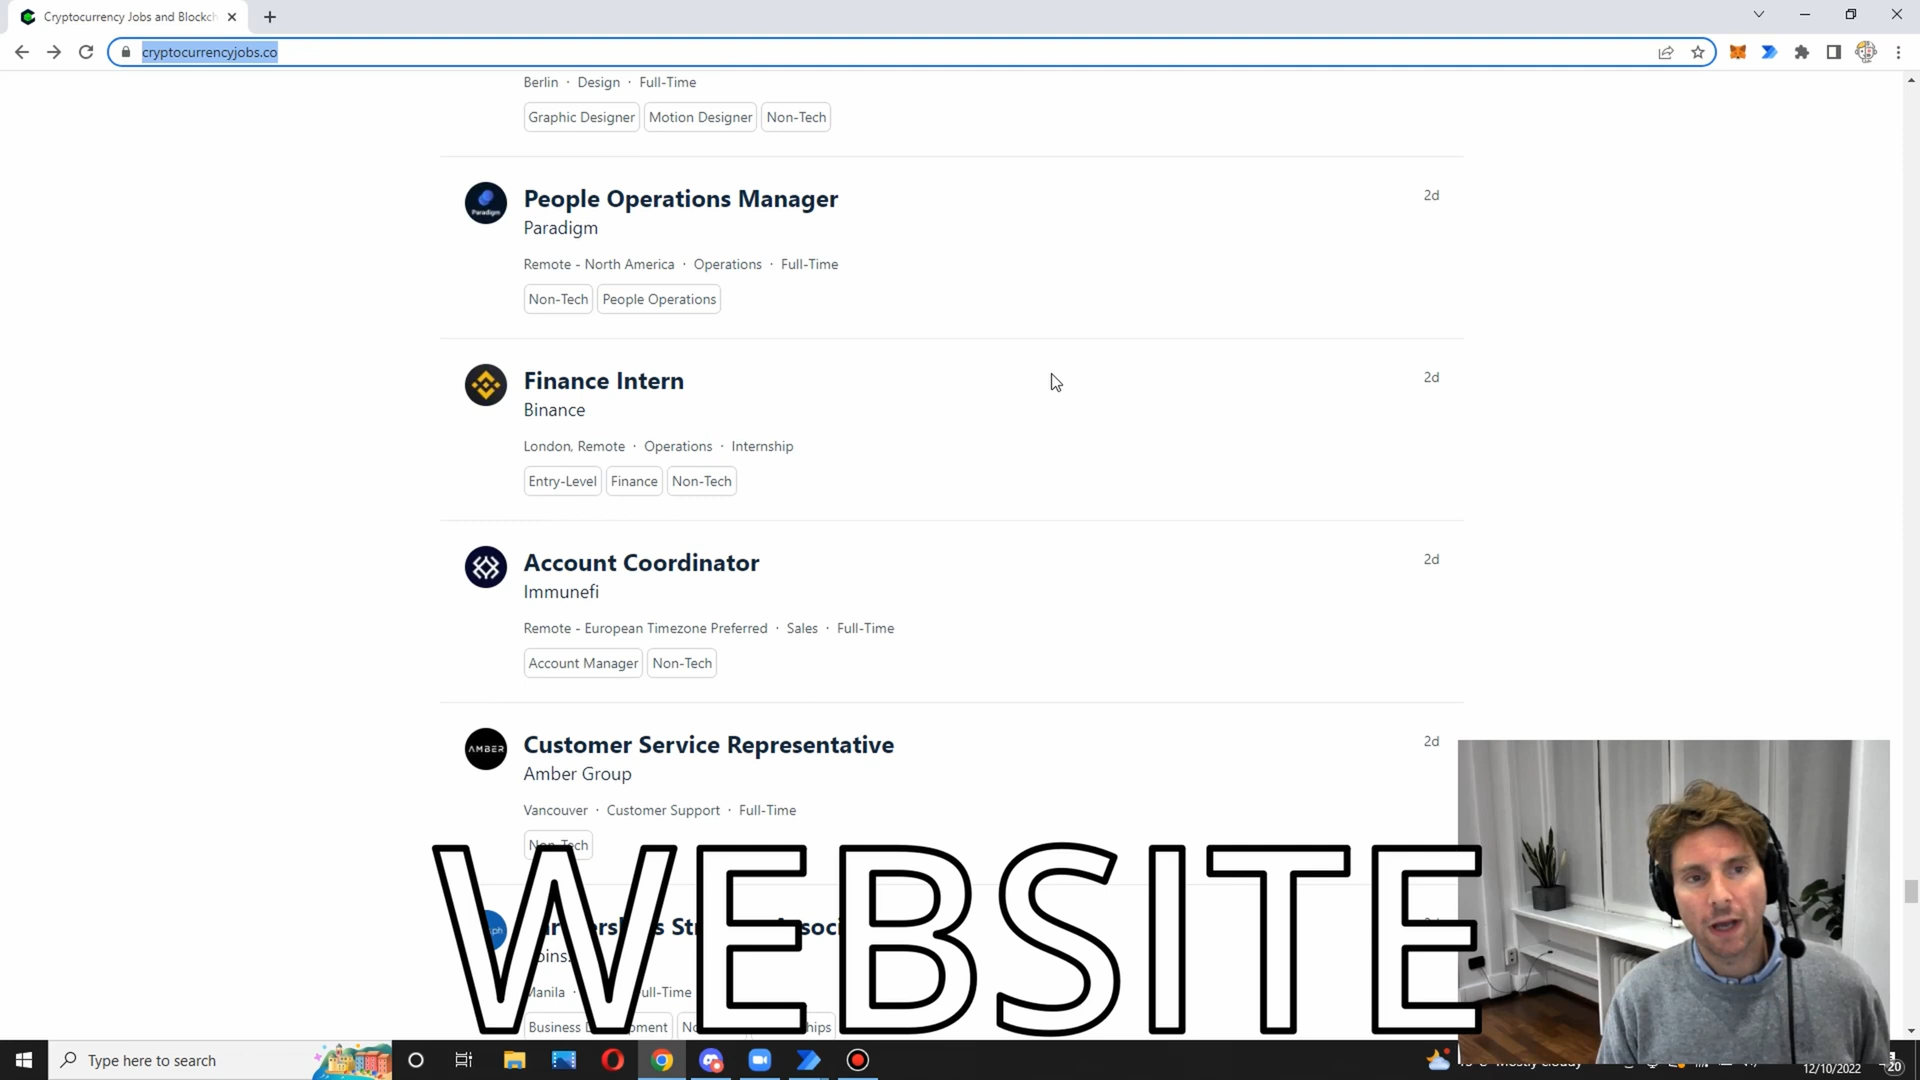 Cryptocurrency Jobs and Blockch
cryptocurrencyjobs.co
Berlin · Design · Full-Time
Graphic Designer Motion Designer Non-Tech
People Operations Manager 2d
Paradigm
Paradigm
Remote - North America · Operations · Full-Time
Non-Tech People Operations
Finance Intern 2d
Binance
London, Remote · Operations · Internship
Entry-Level Finance Non-Tech
Account Coordinator 2d
Immunefi
Remote - European Timezone Preferred · Sales · Full-Time
Account Manager Non-Tech
Customer Service Representative 2d
AMBER
Amber Group
Vancouver · Customer Support · Full-Time
Non-Tech
WEBSITE
Manila
Type here to search
12/10/2022
20